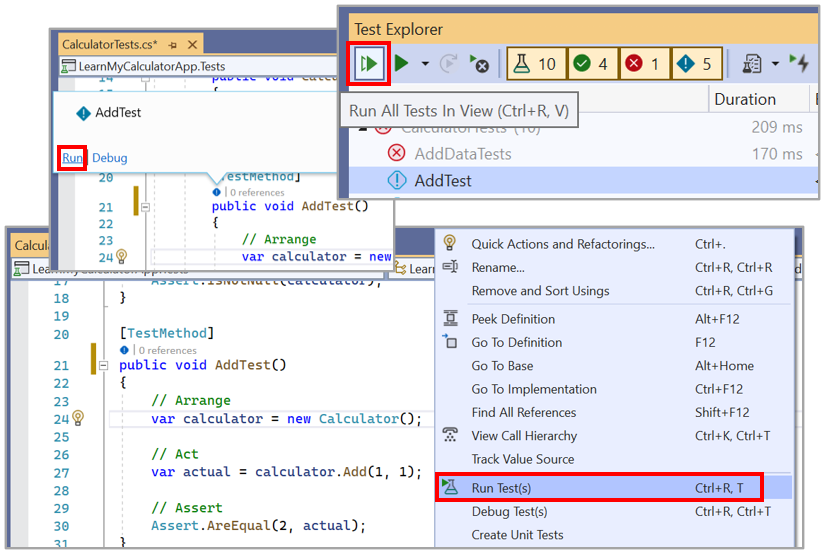 CalculatorTests.cs*
LearnMyCalculatorApp.Tests
14 public void Calcu
AddTest
Run Debug
[TestMethod]
20
0 references
21 public void AddTest()
22 {
23 // Arrange
24 var calculator = new
Test Explorer
10 4 1 5
Run All Tests In View (Ctrl+R, V)
Duration
CalculatorTests (10) 209 ms
AddDataTests 170 ms
AddTest
Calcu
LearnMyCalculatorApp.Tests
Learn
17 Assert.IsNotNull(calculator);
18 }
19
20 [TestMethod]
0 references
21 public void AddTest()
22 {
23 // Arrange
24 var calculator = new Calculator();
25
26 // Act
27 var actual = calculator.Add(1, 1);
28
29 // Assert
30 Assert.AreEqual(2, actual);
31 }
Quick Actions and Refactorings... Ctrl+.
Rename... Ctrl+R, Ctrl+R
Remove and Sort Usings Ctrl+R, Ctrl+G
Peek Definition Alt+F12
Go To Definition F12
Go To Base Alt+Home
Go To Implementation Ctrl+F12
Find All References Shift+F12
View Call Hierarchy Ctrl+K, Ctrl+T
Track Value Source
Run Test(s) Ctrl+R, T
Debug Test(s) Ctrl+R, Ctrl+T
Create Unit Tests